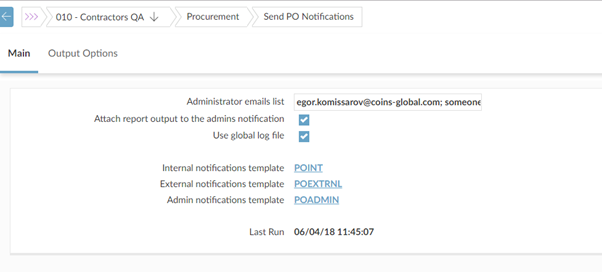 010 - Contractors QA Procurement Send PO Notifications
Main Output Options
Administrator emails list egor.komissarov@coins-global.com; someone
Attach report output to the admins notification
Use global log file
Internal notifications template POINT
External notifications template POEXTRNL
Admin notifications template POADMIN
Last Run 06/04/18 11:45:07